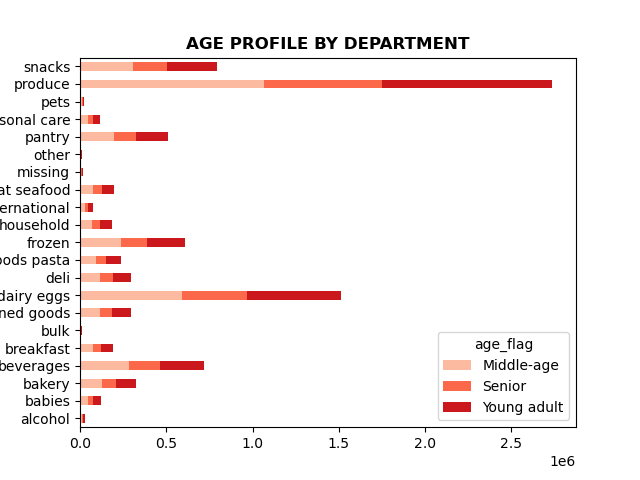 AGE PROFILE BY DEPARTMENT
snacks
produce
pets
sonal care
pantry
other
missing
at seafood
ernational
household
frozen
oods pasta
deli
dairy eggs
ned goods
bulk
breakfast
beverages
bakery
babies
alcohol
age_flag
Middle-age
Senior
Young adult
0.0 0.5 1.0 1.5 2.0 2.5
1e6